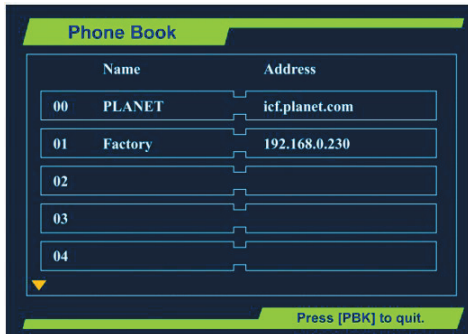 Phone Book
Name Address
00 PLANET icf.planet.com
01 Factory 192.168.0.230
02
03
04
Press [PBK] to quit.